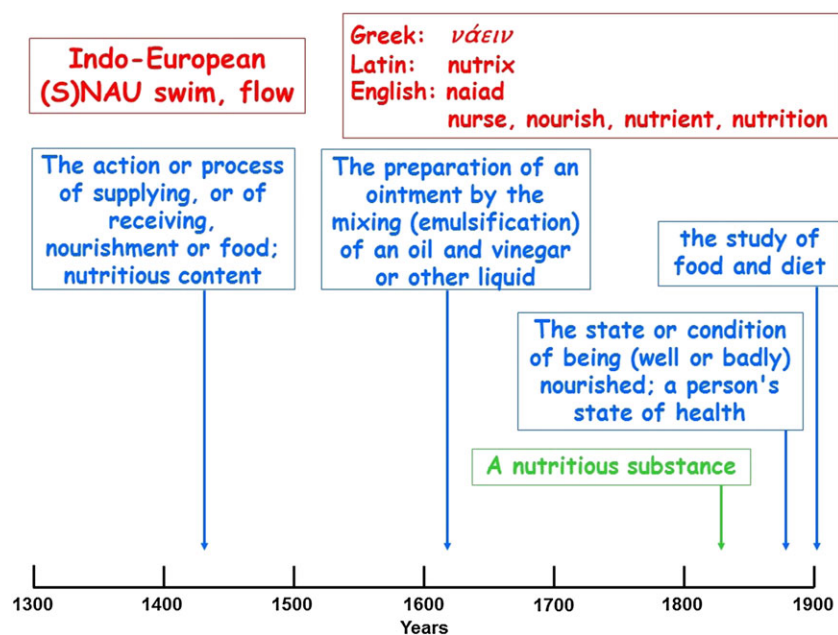 Indo-European
(S)NAU swim, flow
Greek: νάειν
Latin: nutrix
English: naiad
nurse, nourish, nutrient, nutrition
The action or process
of supplying, or of
receiving,
nourishment or food;
nutritious content
The preparation of an
ointment by the
mixing (emulsification)
of an oil and vinegar
or other liquid
the study of
food and diet
The state or condition
of being (well or badly)
nourished; a person's
state of health
A nutritious substance
1300 1400 1500 1600 1700 1800 1900
Years